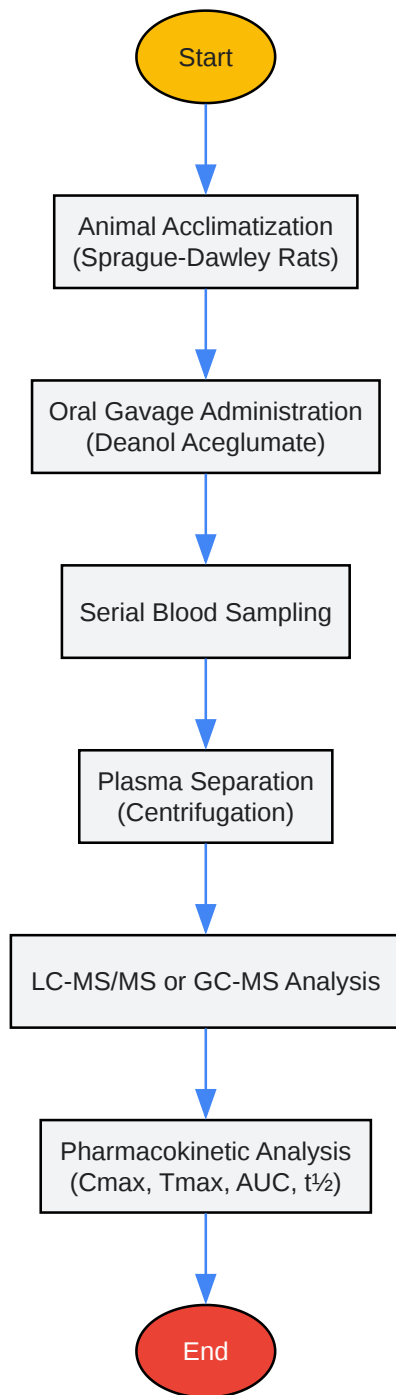 Start
Animal Acclimatization
(Sprague-Dawley Rats)
Oral Gavage Administration
(Deanol Aceglumate)
Serial Blood Sampling
Plasma Separation
(Centrifugation)
LC-MS/MS or GC-MS Analysis
Pharmacokinetic Analysis
(Cmax, Tmax, AUC, t½)
End